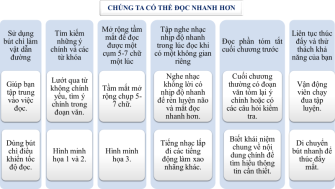 CHÚNG TA CÓ THỂ ĐỌC NHANH HƠN
Sử dụng
bút chì làm
vật dẫn
đường
Giúp bạn
tập trung
vào việc
đọc.
Dùng bút
chì điều
khiển tốc
độ đọc.
Tìm kiếm
những ý
chính và các
từ khóa
Lướt qua từ
không chính
yếu, tìm ý
chính trong
đoạn văn.
Hình minh
họa 1 và 2.
Mở rộng tầm
mắt để đọc
được một
cụm 5-7 chữ
một lúc
Tầm mắt mở
rộng chụp 5-
7 chữ.
Hình minh
họa 3.
Tập nghe nhạc
nhịp độ nhanh
trong lúc đọc khi
có một không gian
riêng
Nghe nhạc
không lời có
nhịp độ nhanh
để rèn luyện não
và mắt đọc
nhanh hơn.
Tiếng nhạc lấp
đi các tiếng
động làm xao
nhãng khác.
Đọc phần tóm tắt
cuối chương trước
Cuối chương
thường có đoạn
văn tóm lại ý
chính hoặc có
các câu hỏi kiểm
tra.
Biết khái niệm
chung về nội
dung chính để
tìm hiểu thông
tin cần thiết.
Liên tục thúc
đẩy và thử
thách khả
năng của bạn
Vận động
viên chạy
đua tập
luyện.
Di chuyển
bút nhanh để
thúc đẩy
mắt.